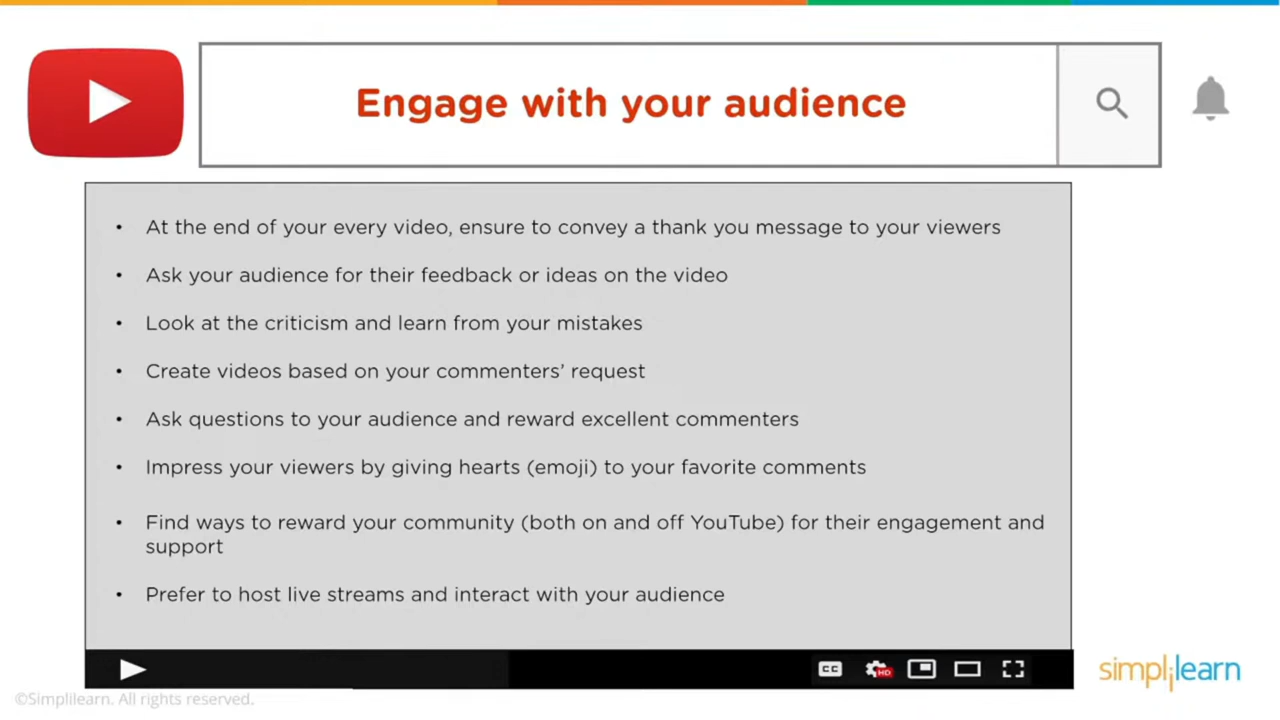 Engage with your audience
• At the end of your every video, ensure to convey a thank you message to your viewers
• Ask your audience for their feedback or ideas on the video
• Look at the criticism and learn from your mistakes
• Create videos based on your commenters’ request
• Ask questions to your audience and reward excellent commenters
• Impress your viewers by giving hearts (emoji) to your favorite comments
• Find ways to reward your community (both on and off YouTube) for their engagement and
support
• Prefer to host live streams and interact with your audience
CC HD
simplilearn
©Simplilearn. All rights reserved.